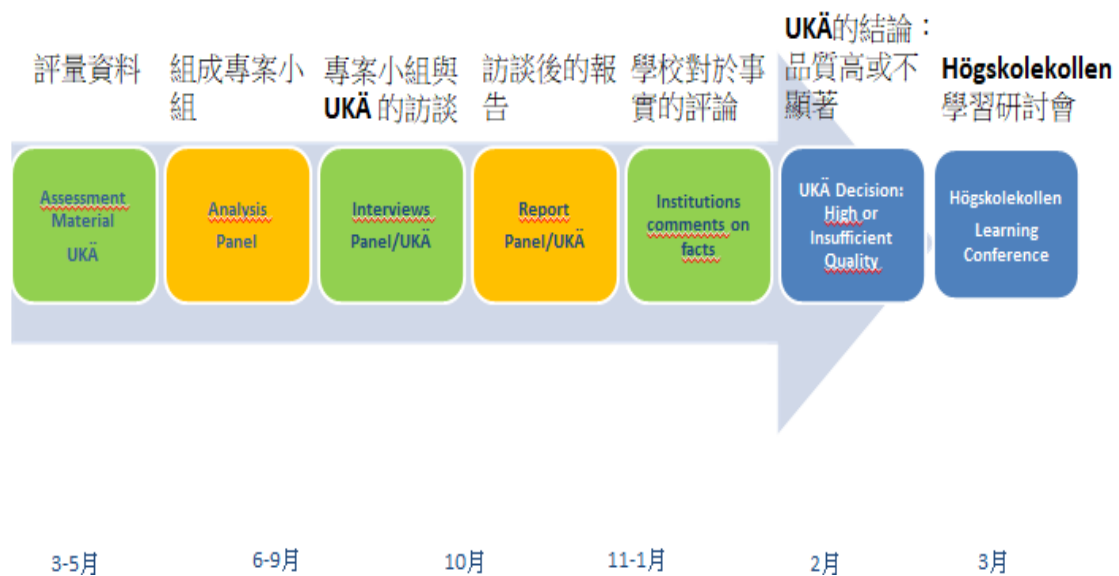 評量資料
組成專案小
組
專案小組與
UKÄ 的訪談
訪談後的報
告
學校對於事
實的評論
UKÄ的結論：
品質高或不
顯著
Högskolekollen
學習研討會
Assessment
Material
UKÄ
Analysis
Panel
Interviews
Panel/UKÄ
Report
Panel/UKÄ
Institutions
comments on
facts
UKÄ Decision:
High or
Insufficient
Quality
Högskolekollen
Learning
Conference
3-5月
6-9月
10月
11-1月
2月
3月